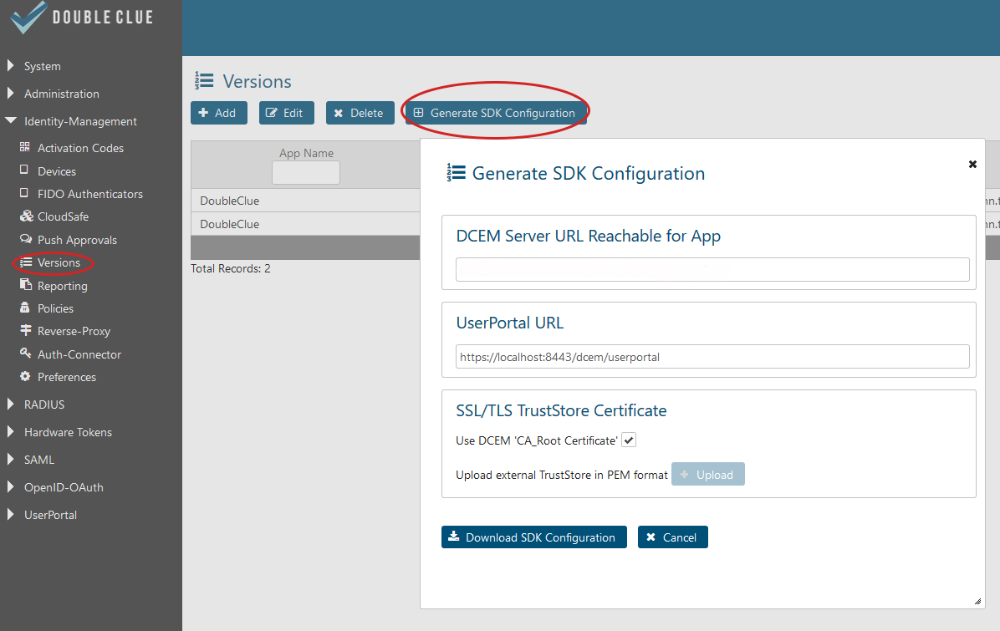 DOUBLE CLUE
System
Administration
Identity-Management
Activation Codes
Devices
FIDO Authenticators
CloudSafe
Push Approvals
Versions
Reporting
Policies
Reverse-Proxy
Auth-Connector
Preferences
RADIUS
Hardware Tokens
SAML
OpenID-OAuth
UserPortal
Versions
Add Edit Delete Generate SDK Configuration
App Name
DoubleClue
DoubleClue
Total Records: 2
Generate SDK Configuration
DCEM Server URL Reachable for App
UserPortal URL
https://localhost:8443/dcem/userportal
SSL/TLS TrustStore Certificate
Use DCEM 'CA_Root Certificate'
Upload external TrustStore in PEM format Upload
Download SDK Configuration Cancel